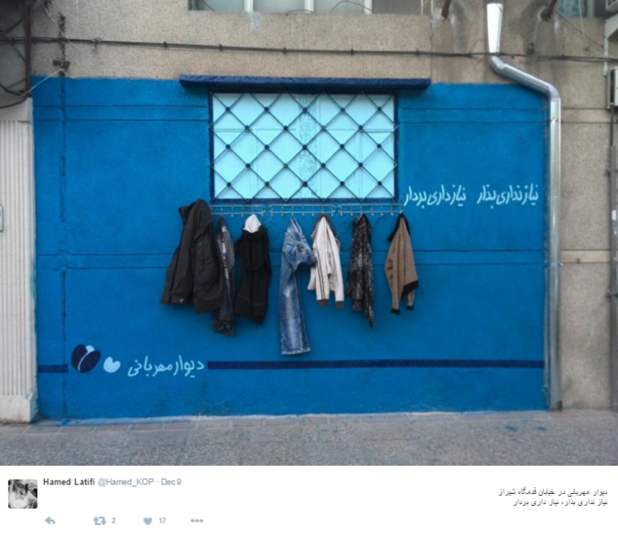 نیاز نداری بذار نیاز داری بردار
دیوار مهربانی
Hamed Latifi @Hamed_KOP · Dec 9
دیوار مهربانی در خیابان قدمگاه شیراز
نیاز نداری بذار، نیاز داری بردار
2 17